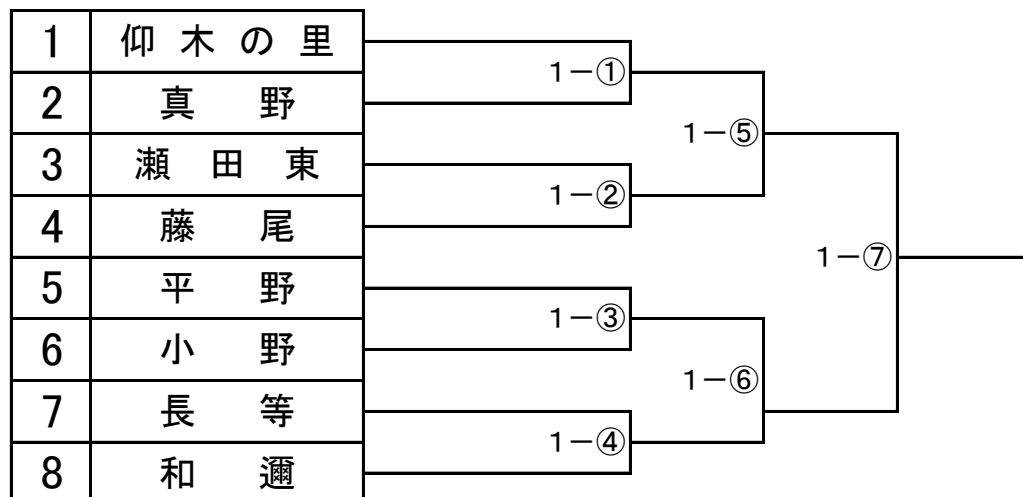 1 仰木の里
2 真野
3 瀬田東
4 藤尾
5 平野
6 小野
7 長等
8 和邇
1－①
1－②
1－③
1－④
1－⑤
1－⑥
1－⑦